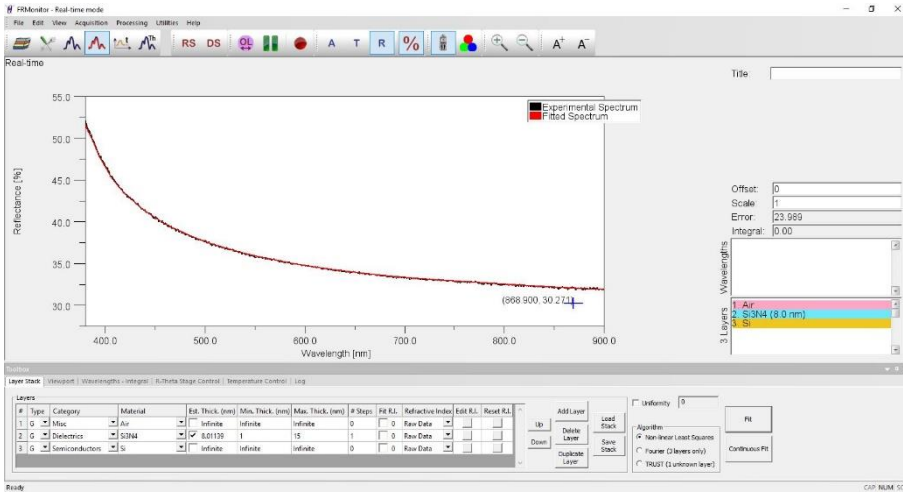 FRMonitor - Real-time mode
File Edit View Acquisition Processing Utilities Help
RS DS OL A T R % A+ A-
Real-time
Title
55.0
50.0
45.0
40.0
35.0
30.0
Reflectance [%]
Experimental Spectrum
Fitted Spectrum
(868.900, 30.271)
400.0 500.0 600.0 700.0 800.0 900.0
Wavelength [nm]
Offset: 0
Scale: 1
Error: 23.989
Integral: 0.00
Wavelengths
3 Layers
1. Air
2. Si3N4 (8.0 nm)
3. Si
Toolbox
Layer Stack Viewport Wavelengths - Integral R-Theta Stage Control Temperature Control Log
Layers
# Type Category Material Est. Thick. (nm) Min. Thick. (nm) Max. Thick. (nm) # Steps Fit R.I. Refractive Index Edit R.I. Reset R.I.
1 G Misc Air Infinite Infinite Infinite 0 0 Raw Data
2 G Dielectrics Si3N4 8.01139 1 15 1 0 Raw Data
3 G Semiconductors Si Infinite Infinite Infinite 0 0 Raw Data
Up
Down
Add Layer
Delete Layer
Duplicate Layer
Load Stack
Save Stack
Uniformity 0
Algorithm
Non-linear Least Squares
Fourier (3 layers only)
TRUST (1 unknown layer)
Fit
Continuous Fit
Ready
CAP NUM SC